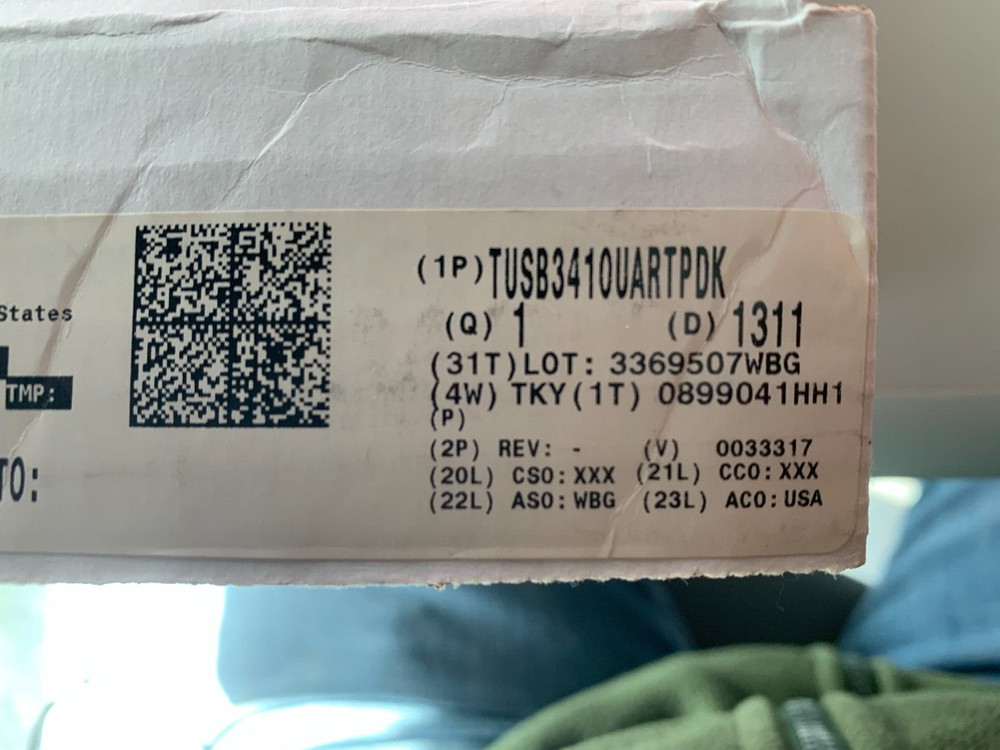 States
TMP:
TO:
(1P)TUSB3410UARTPDK
(Q) 1 (D) 1311
(31T)LOT: 3369507WBG
(4W) TKY(1T) 0899041HH1
(P)
(2P) REV: - (V) 0033317
(20L) CSO:XXX (21L) CCO:XXX
(22L) ASO:WBG (23L) ACO:USA